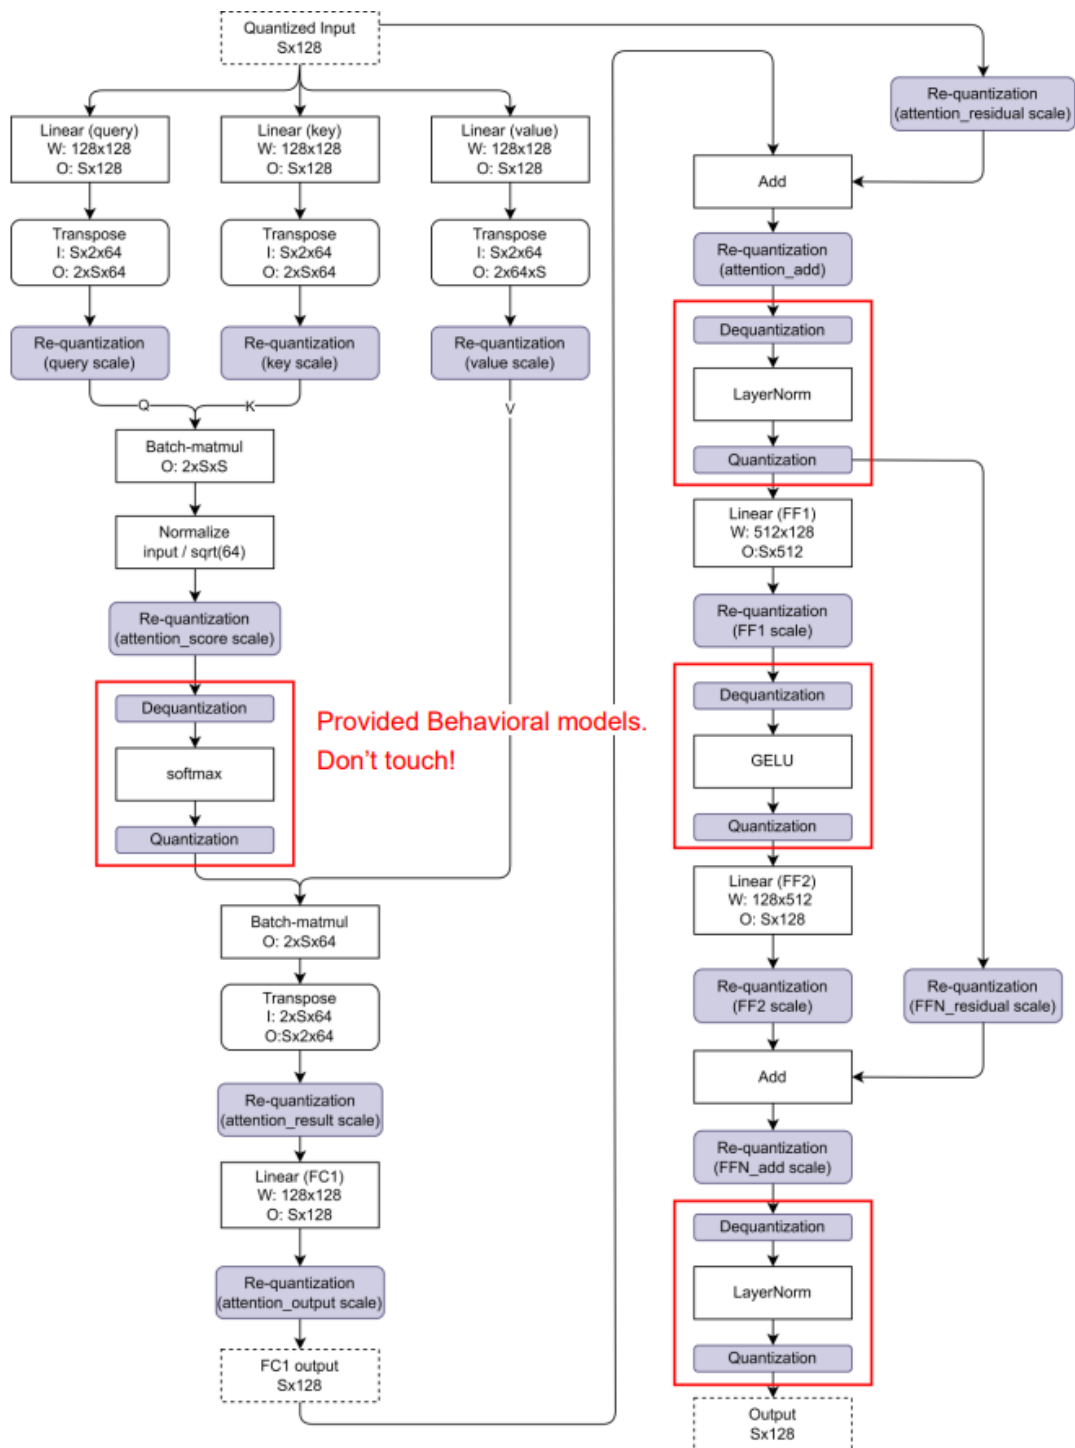 Quantized Input
Sx128
Linear (query)
W: 128x128
O: Sx128
Linear (key)
W: 128x128
O: Sx128
Linear (value)
W: 128x128
O: Sx128
Transpose
I: Sx2x64
O: 2xSx64
Transpose
I: Sx2x64
O: 2xSx64
Transpose
I: Sx2x64
O: 2x64xS
Re-quantization
(query scale)
Re-quantization
(key scale)
Re-quantization
(value scale)
Q
K
V
Batch-matmul
O: 2xSxS
Normalize
input / sqrt(64)
Re-quantization
(attention_score scale)
Dequantization
softmax
Quantization
Provided Behavioral models.
Don't touch!
Batch-matmul
O: 2xSx64
Transpose
I: 2xSx64
O:Sx2x64
Re-quantization
(attention_result scale)
Linear (FC1)
W: 128x128
O: Sx128
Re-quantization
(attention_output scale)
FC1 output
Sx128
Re-quantization
(attention_residual scale)
Add
Re-quantization
(attention_add)
Dequantization
LayerNorm
Quantization
Linear (FF1)
W: 512x128
O:Sx512
Re-quantization
(FF1 scale)
Dequantization
GELU
Quantization
Linear (FF2)
W: 128x512
O: Sx128
Re-quantization
(FF2 scale)
Re-quantization
(FFN_residual scale)
Add
Re-quantization
(FFN_add scale)
Dequantization
LayerNorm
Quantization
Output
Sx128